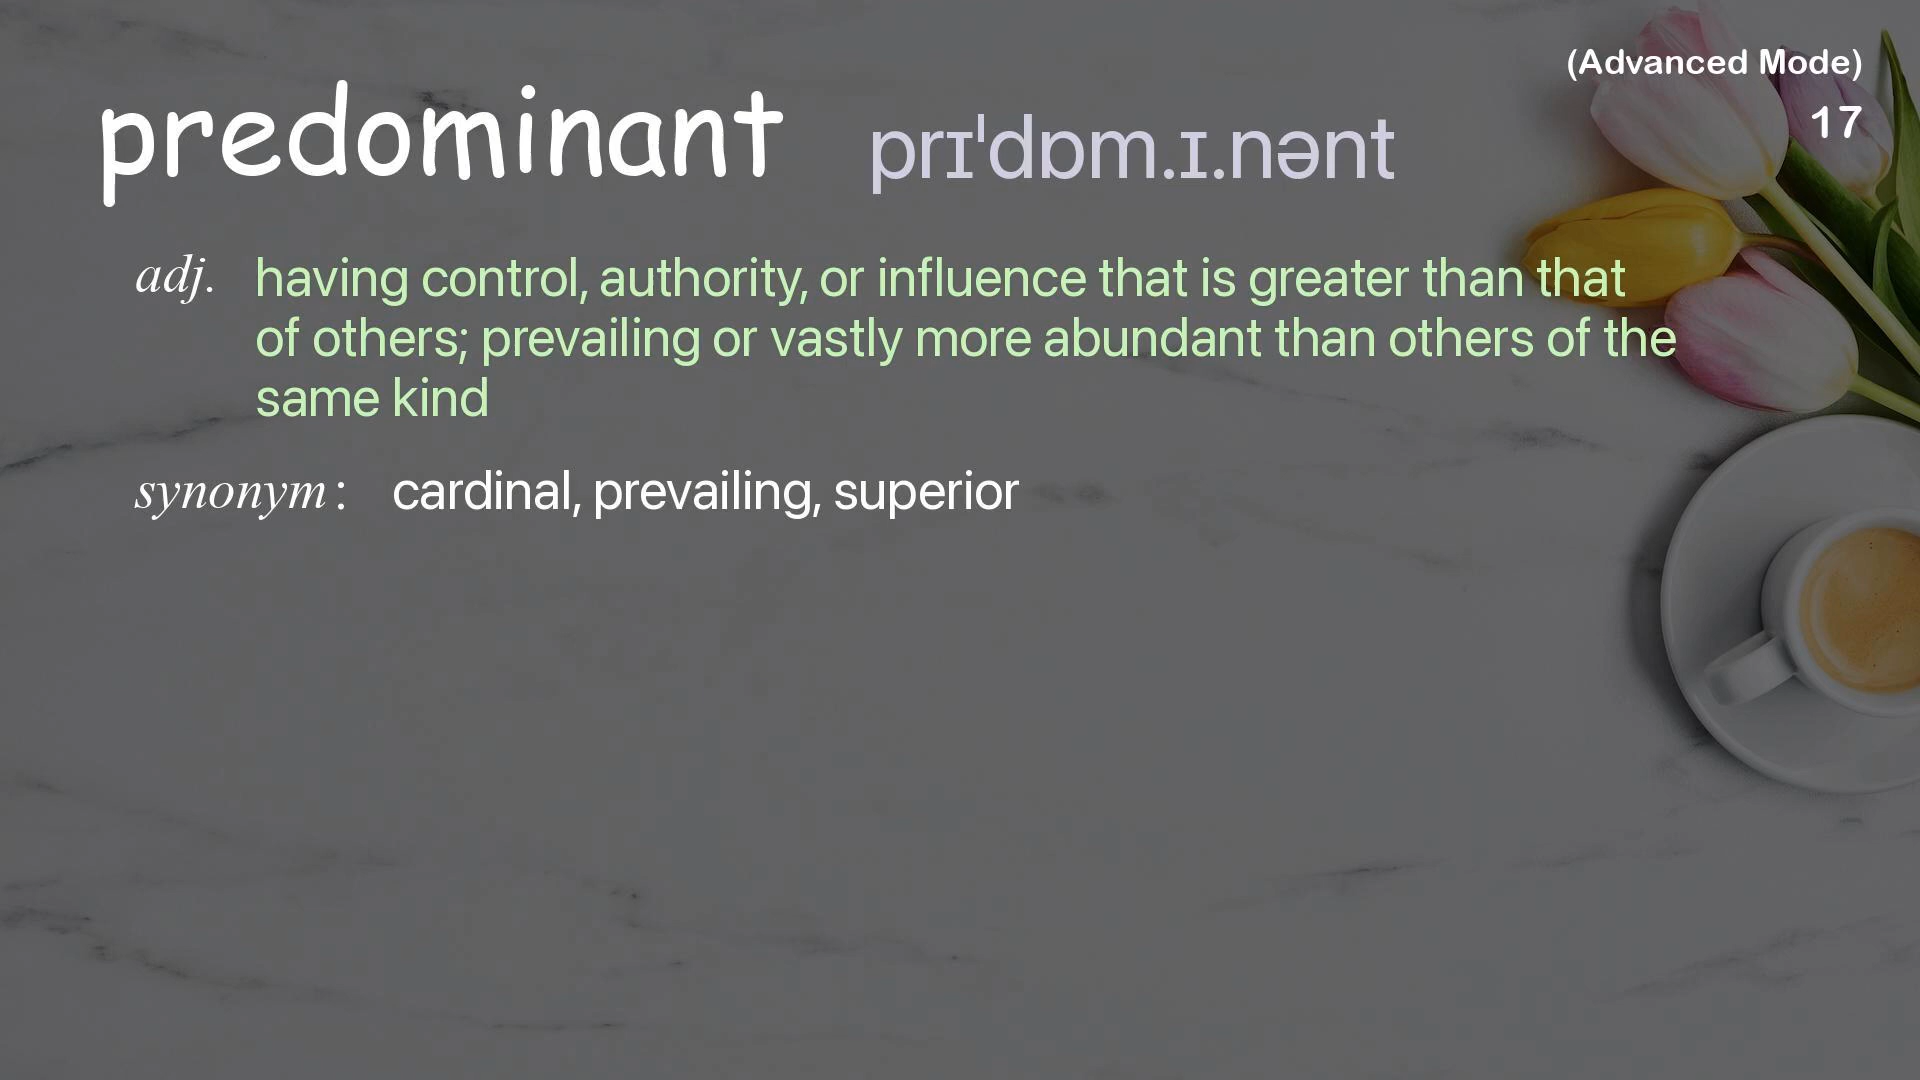 (Advanced Mode)
17
predominant prɪˈdɒm.ɪ.nənt
adj. having control, authority, or influence that is greater than that
of others; prevailing or vastly more abundant than others of the
same kind
synonym: cardinal, prevailing, superior